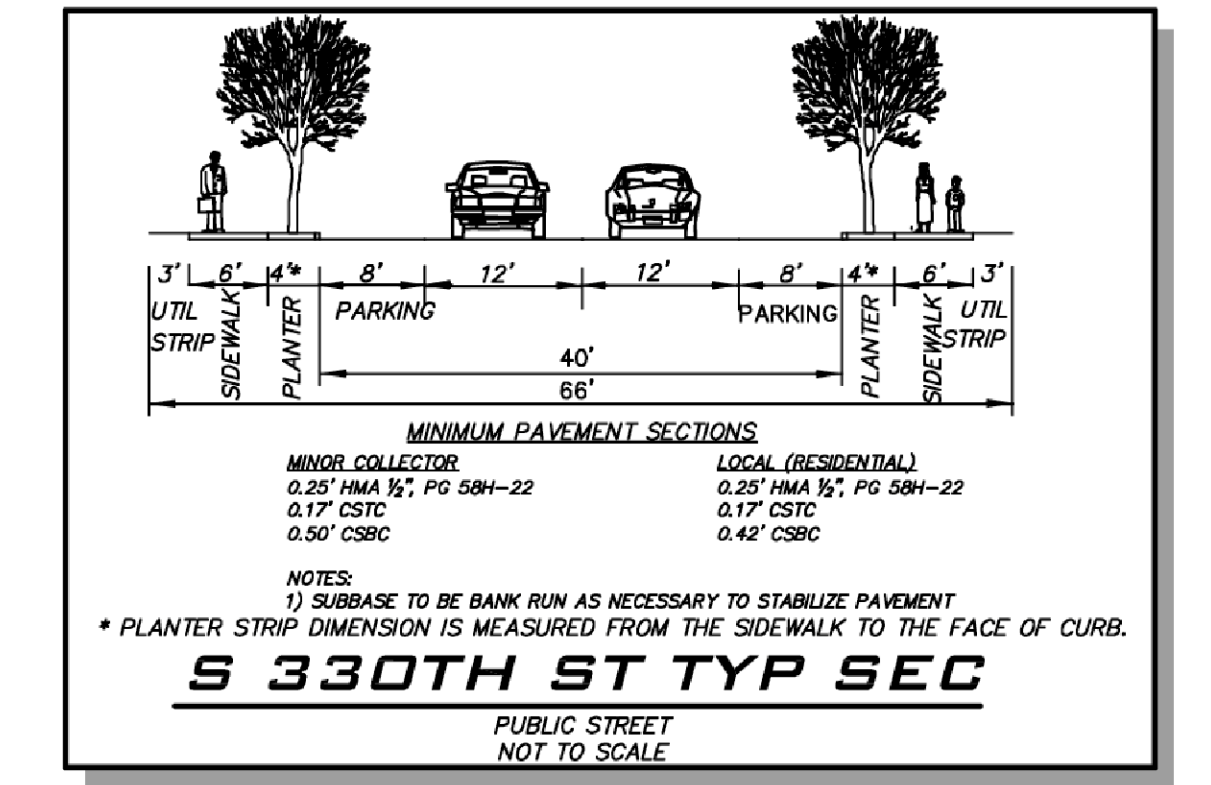 3' 6' 4'* 8' 12' 12' 8' 4'* 6' 3'
UTIL STRIP
SIDEWALK
PLANTER
PARKING
PARKING
PLANTER
SIDEWALK
UTIL STRIP
40'
66'
MINIMUM PAVEMENT SECTIONS
MINOR COLLECTOR
0.25' HMA ½", PG 58H-22
0.17' CSTC
0.50' CSBC
LOCAL (RESIDENTIAL)
0.25' HMA ½", PG 58H-22
0.17' CSTC
0.42' CSBC
NOTES:
1) SUBBASE TO BE BANK RUN AS NECESSARY TO STABILIZE PAVEMENT
* PLANTER STRIP DIMENSION IS MEASURED FROM THE SIDEWALK TO THE FACE OF CURB.
S 330TH ST TYP SEC
PUBLIC STREET
NOT TO SCALE